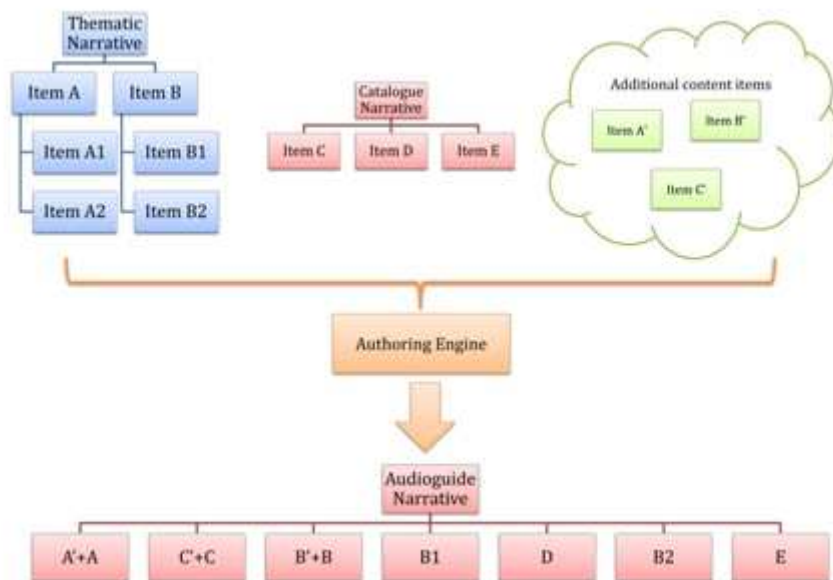 Thematic
Narrative
Item A
Item B
Item A1
Item B1
Item A2
Item B2
Catalogue
Narrative
Item C
Item D
Item E
Additional content items
Item A'
Item B'
Item C'
Authoring Engine
Audioguide
Narrative
A'+A
C'+C
B'+B
B1
D
B2
E